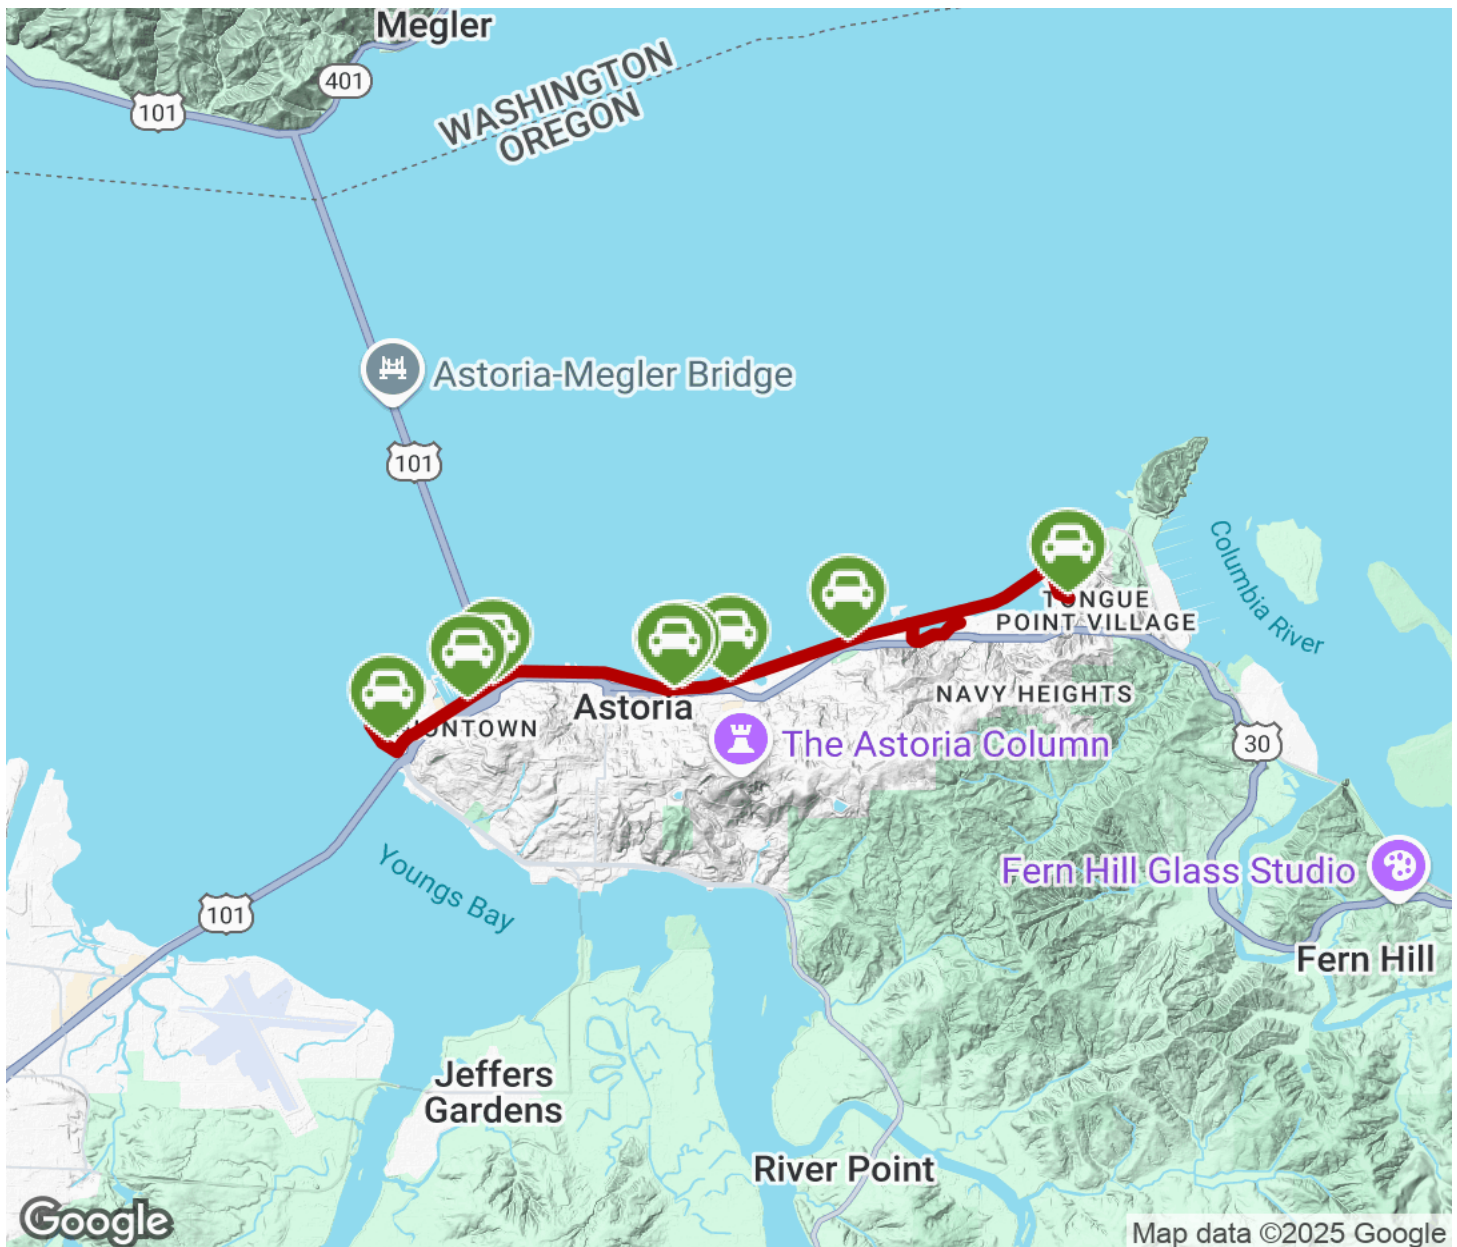 Megler
401
101
WASHINGTON
OREGON
Astoria-Megler Bridge
101
Columbia River
TONGUE
POINT VILLAGE
NAVY HEIGHTS
Astoria
The Astoria Column
30
Youngs Bay
Fern Hill Glass Studio
101
Fern Hill
Jeffers
Gardens
River Point
Google
Map data ©2025 Google